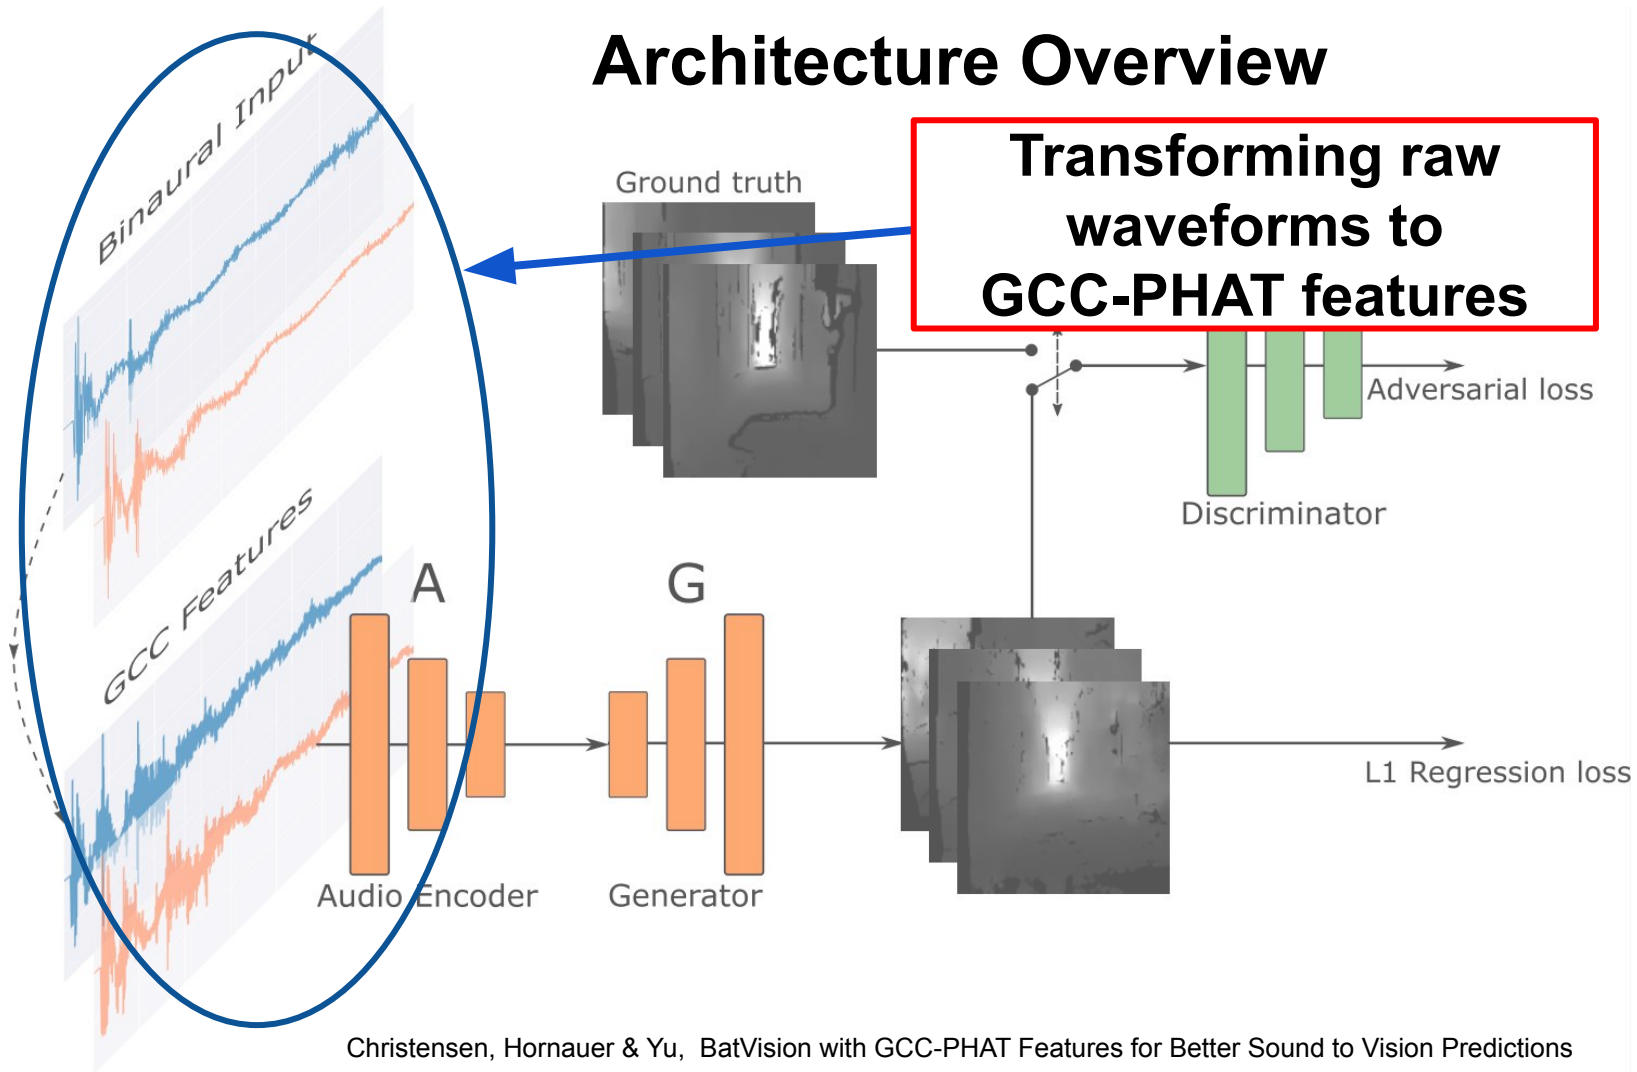 Architecture Overview
Transforming raw
waveforms to
GCC-PHAT features
Binaural Input
Ground truth
Adversarial loss
Discriminator
GCC Features
A
G
L1 Regression loss
Audio Encoder
Generator
Christensen, Hornauer & Yu, BatVision with GCC-PHAT Features for Better Sound to Vision Predictions